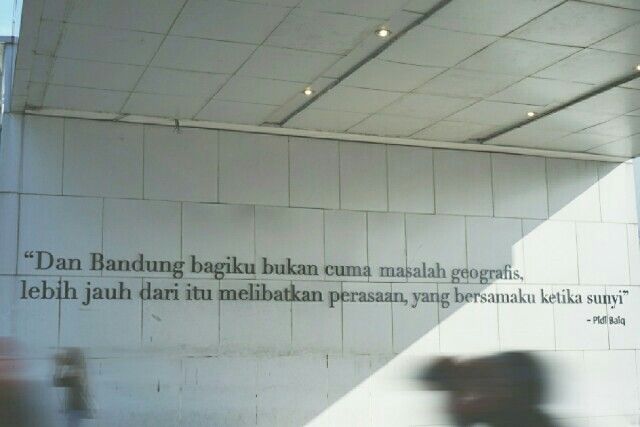 “Dan Bandung bagiku bukan cuma masalah geografis,
lebih jauh dari itu melibatkan perasaan, yang bersamaku ketika sunyi”
- Pidi Baiq